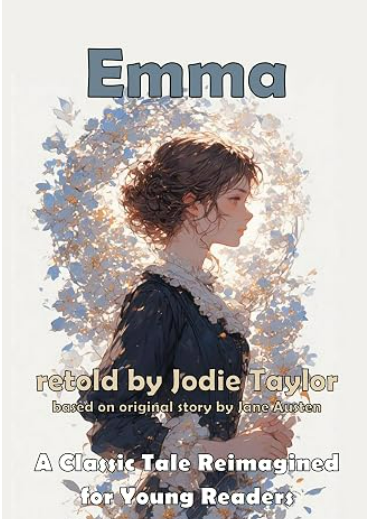 Emma
retold by Jodie Taylor
based on original story by Jane Austen
A Classic Tale Reimagined
for Young Readers